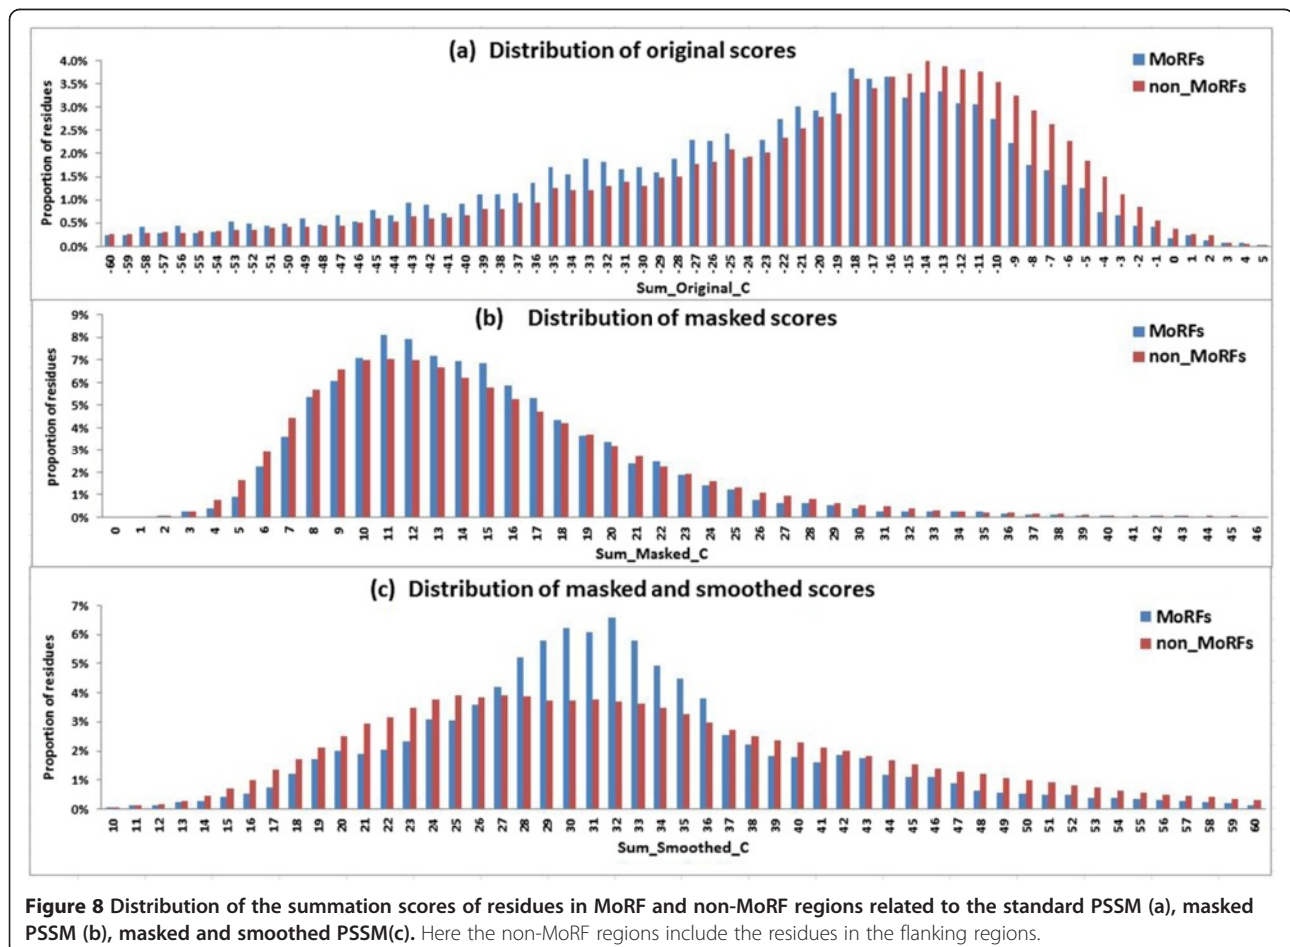 (a) Distribution of original scores
MoRFs
non_MoRFs
Proportion of residues
4.0%
3.5%
3.0%
2.5%
2.0%
1.5%
1.0%
0.5%
0.0%
-60 -59 -58 -57 -56 -55 -54 -53 -52 -51 -50 -49 -48 -47 -46 -45 -44 -43 -42 -41 -40 -39 -38 -37 -36 -35 -34 -33 -32 -31 -30 -29 -28 -27 -26 -25 -24 -23 -22 -21 -20 -19 -18 -17 -16 -15 -14 -13 -12 -11 -10 -9 -8 -7 -6 -5 -4 -3 -2 -1 0 1 2 3 4 5
Sum_Original_C
(b) Distribution of masked scores
MoRFs
non_MoRFs
proportion of residues
9%
8%
7%
6%
5%
4%
3%
2%
1%
0%
0 1 2 3 4 5 6 7 8 9 10 11 12 13 14 15 16 17 18 19 20 21 22 23 24 25 26 27 28 29 30 31 32 33 34 35 36 37 38 39 40 41 42 43 44 45 46
Sum_Masked_C
(c) Distribution of masked and smoothed scores
MoRFs
non_MoRFs
Proportion of residues
7%
6%
5%
4%
3%
2%
1%
0%
10 11 12 13 14 15 16 17 18 19 20 21 22 23 24 25 26 27 28 29 30 31 32 33 34 35 36 37 38 39 40 41 42 43 44 45 46 47 48 49 50 51 52 53 54 55 56 57 58 59 60
Sum_Smoothed_C
Figure 8 Distribution of the summation scores of residues in MoRF and non-MoRF regions related to the standard PSSM (a), masked
PSSM (b), masked and smoothed PSSM(c). Here the non-MoRF regions include the residues in the flanking regions.